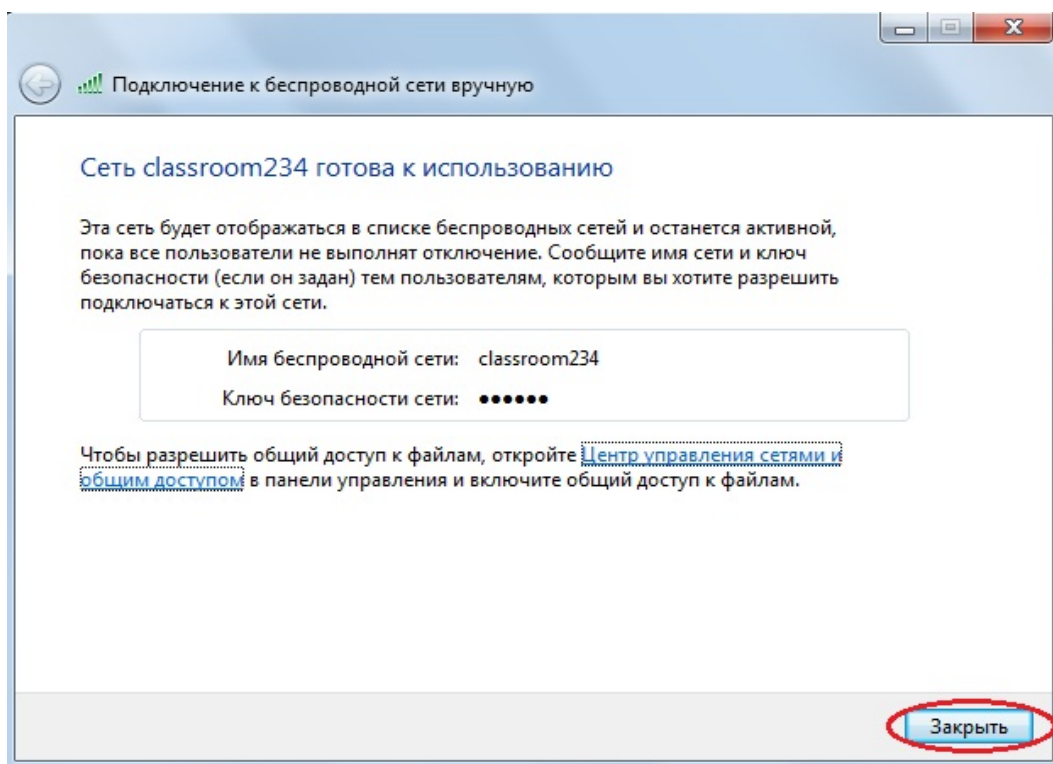 Подключение к беспроводной сети вручную
Сеть classroom234 готова к использованию
Эта сеть будет отображаться в списке беспроводных сетей и останется активной,
пока все пользователи не выполнят отключение. Сообщите имя сети и ключ
безопасности (если он задан) тем пользователям, которым вы хотите разрешить
подключаться к этой сети.
Имя беспроводной сети: classroom234
Ключ безопасности сети: ●●●●●●
Чтобы разрешить общий доступ к файлам, откройте Центр управления сетями и
общим доступом в панели управления и включите общий доступ к файлам.
Закрыть